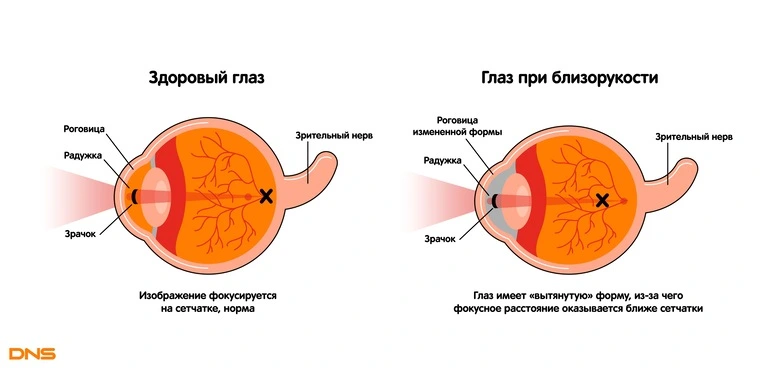 Здоровый глаз
Роговица
Радужка
Зрачок
Зрительный нерв
Изображение фокусируется
на сетчатке, норма
Глаз при близорукости
Роговица
измененной формы
Радужка
Зрачок
Зрительный нерв
Глаз имеет «вытянутую» форму, из-за чего
фокусное расстояние оказывается ближе сетчатки
DNS